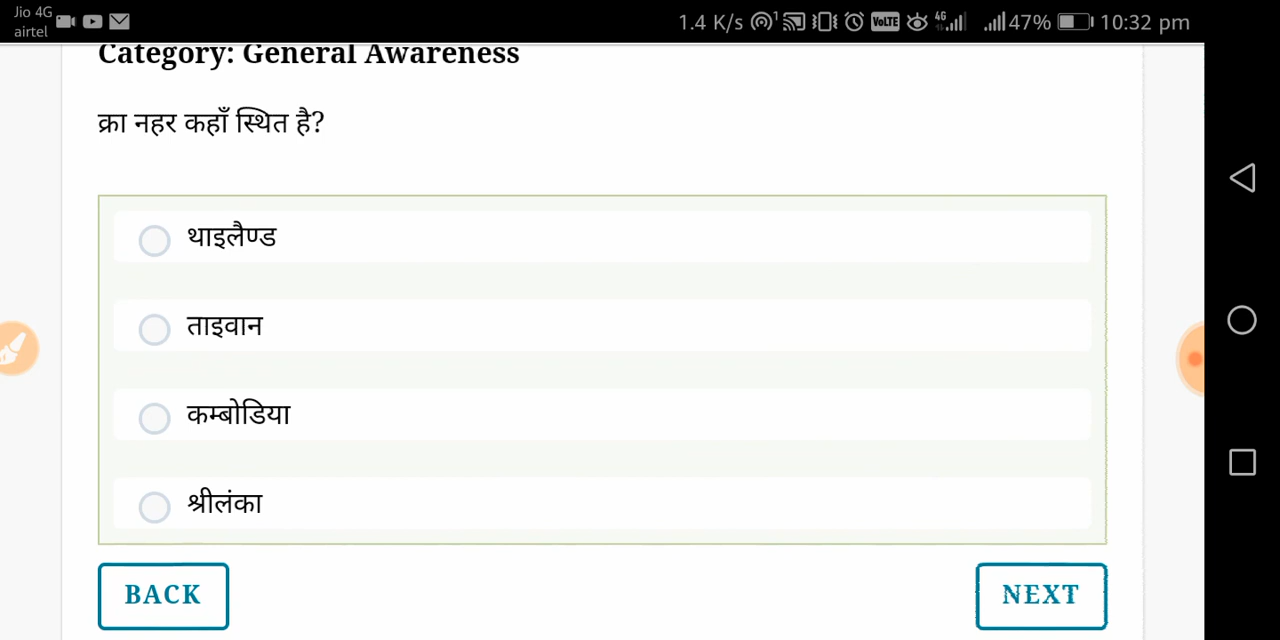 Jio 4G
airtel
1.4 K/s 1 VoLTE 4G 47% 10:32 pm
Category: General Awareness
क्रा नहर कहाँ स्थित है?
थाइलैण्ड
ताइवान
कम्बोडिया
श्रीलंका
BACK
NEXT